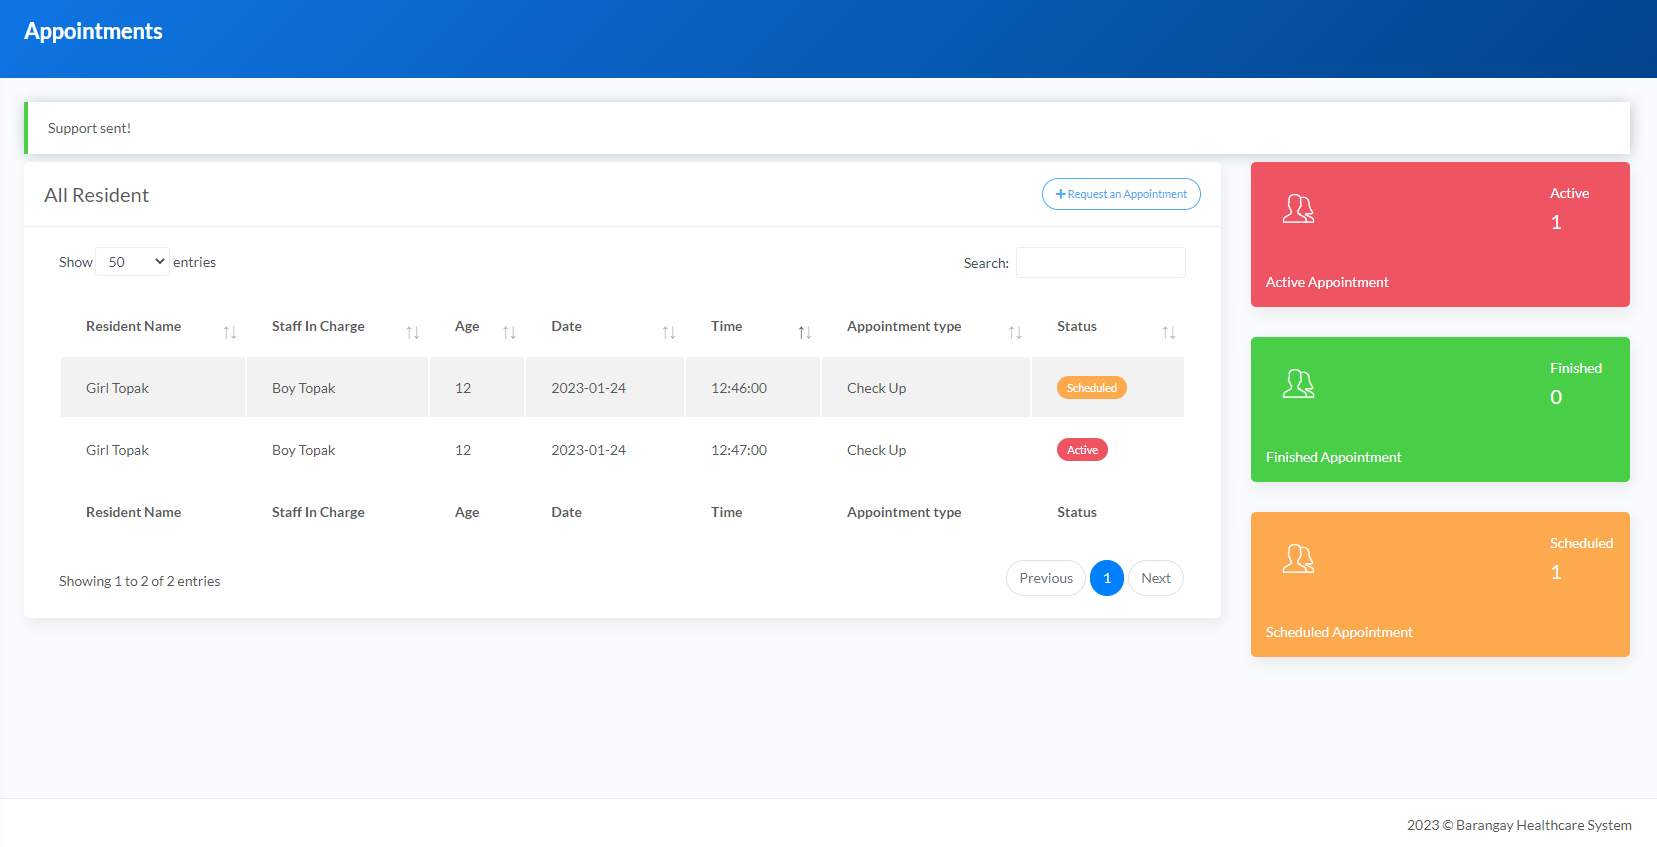 Appointments
Support sent!
All Resident
Request an Appointment
Show 50 entries
Search:
Resident Name Staff In Charge Age Date Time Appointment type Status
Girl Topak Boy Topak 12 2023-01-24 12:46:00 Check Up Scheduled
Girl Topak Boy Topak 12 2023-01-24 12:47:00 Check Up Active
Resident Name Staff In Charge Age Date Time Appointment type Status
Showing 1 to 2 of 2 entries
Previous 1 Next
Active
1
Active Appointment
Finished
0
Finished Appointment
Scheduled
1
Scheduled Appointment
2023 © Barangay Healthcare System